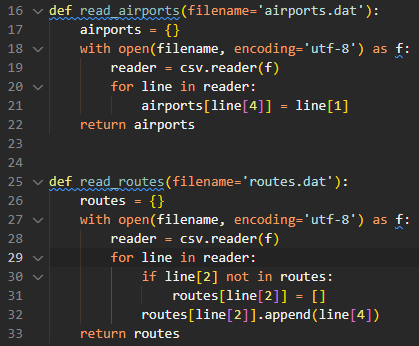 16 def read_airports(filename='airports.dat'):
17     airports = {}
18     with open(filename, encoding='utf-8') as f:
19         reader = csv.reader(f)
20         for line in reader:
21             airports[line[4]] = line[1]
22     return airports
23
24
25 def read_routes(filename='routes.dat'):
26     routes = {}
27     with open(filename, encoding='utf-8') as f:
28         reader = csv.reader(f)
29         for line in reader:
30             if line[2] not in routes:
31                 routes[line[2]] = []
32             routes[line[2]].append(line[4])
33     return routes